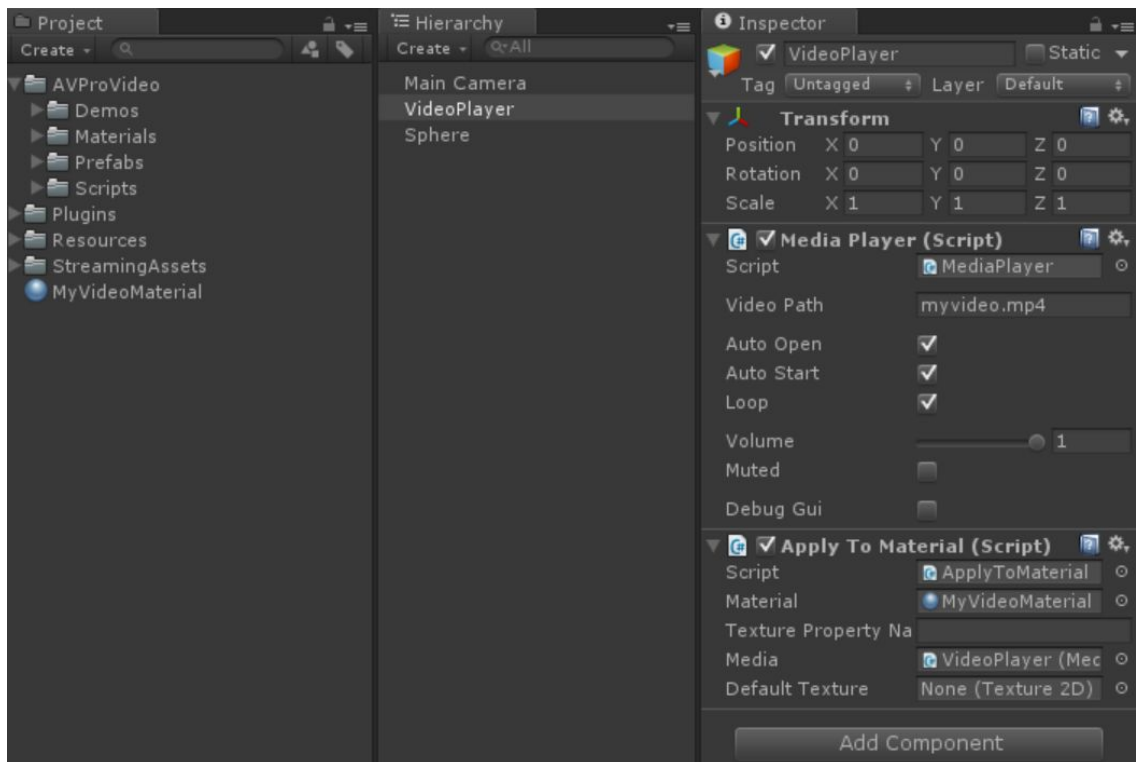 Project
Create
AVProVideo
Demos
Materials
Prefabs
Scripts
Plugins
Resources
StreamingAssets
MyVideoMaterial
Hierarchy
Create All
Main Camera
VideoPlayer
Sphere
Inspector
VideoPlayer Static
Tag Untagged Layer Default
Transform
Position X 0 Y 0 Z 0
Rotation X 0 Y 0 Z 0
Scale X 1 Y 1 Z 1
Media Player (Script)
Script MediaPlayer
Video Path myvideo.mp4
Auto Open
Auto Start
Loop
Volume 1
Muted
Debug Gui
Apply To Material (Script)
Script ApplyToMaterial
Material MyVideoMaterial
Texture Property Na
Media VideoPlayer (Mec
Default Texture None (Texture 2D)
Add Component